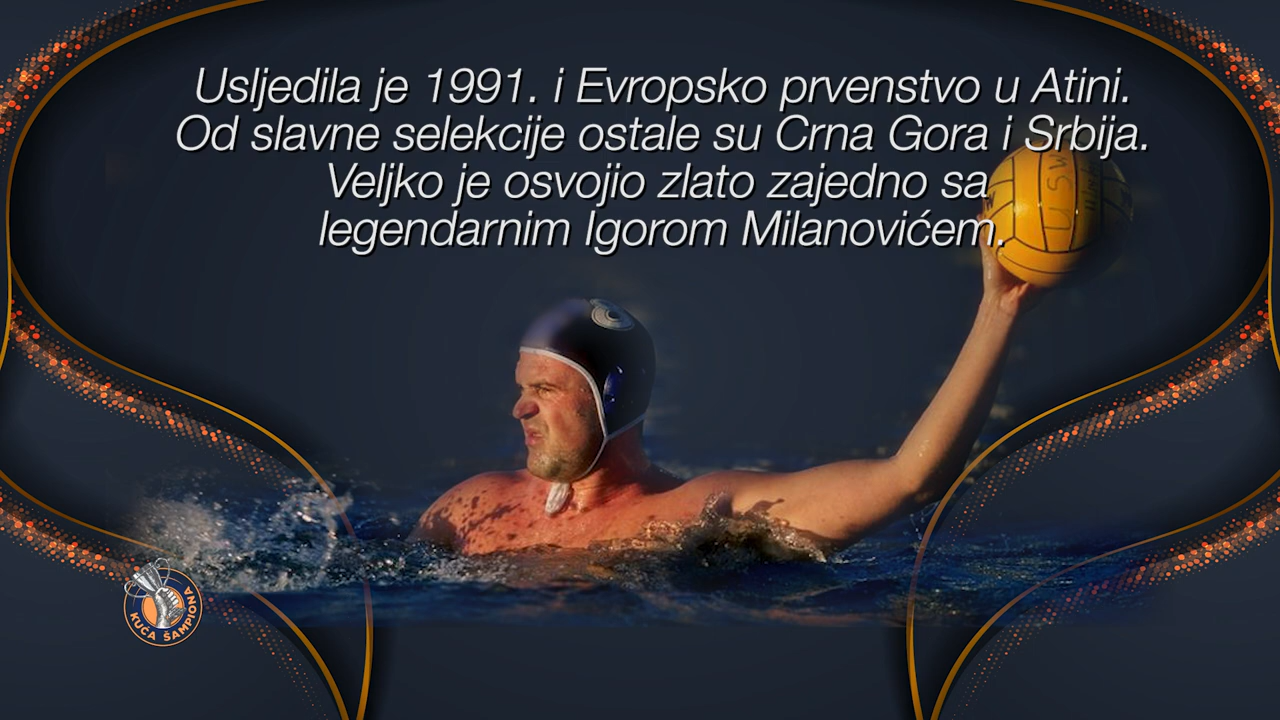 Usljedila je 1991. i Evropsko prvenstvo u Atini.
Od slavne selekcije ostale su Crna Gora i Srbija.
Veljko je osvojio zlato zajedno sa
legendarnim Igorom Milanovićem.
KUĆA ŠAMPIONA